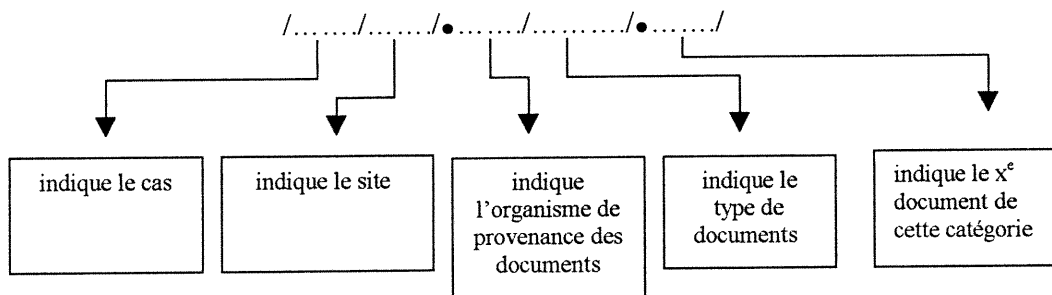 /…….../……../●……../………../●………/
indique le cas
indique le site
indique
l'organisme de
provenance des
documents
indique le
type de
documents
indique le xᵉ
document de
cette catégorie